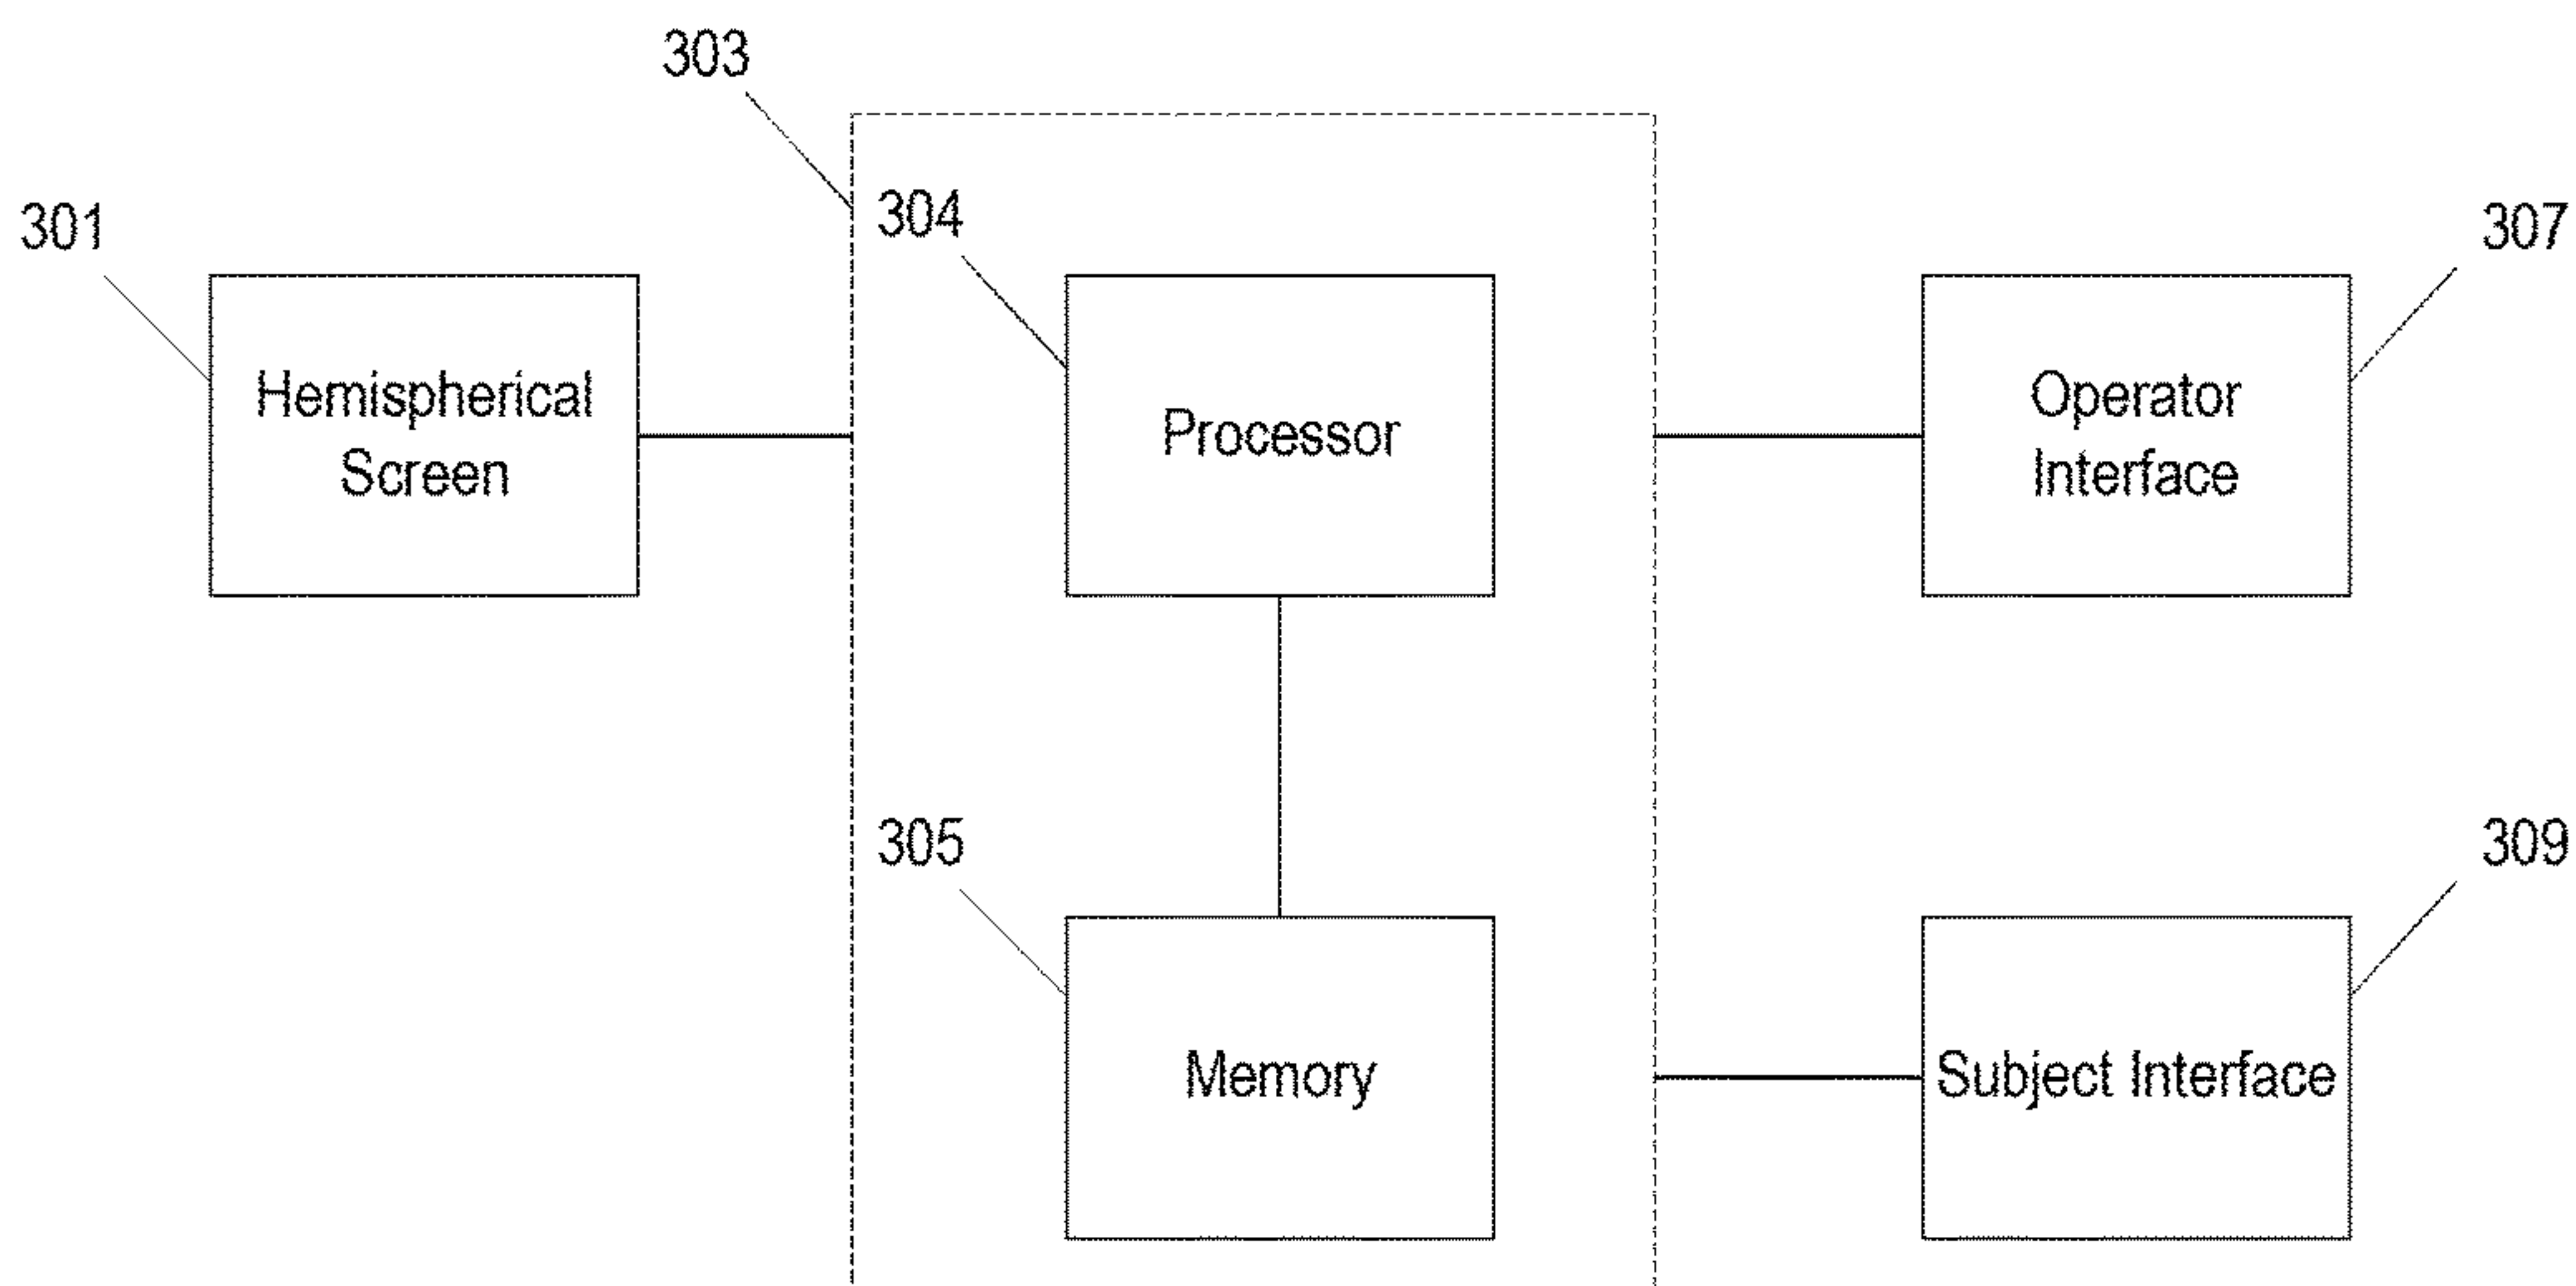 303
301
304
307
Hemispherical
Screen
Processor
Operator
Interface
305
309
Memory
Subject Interface